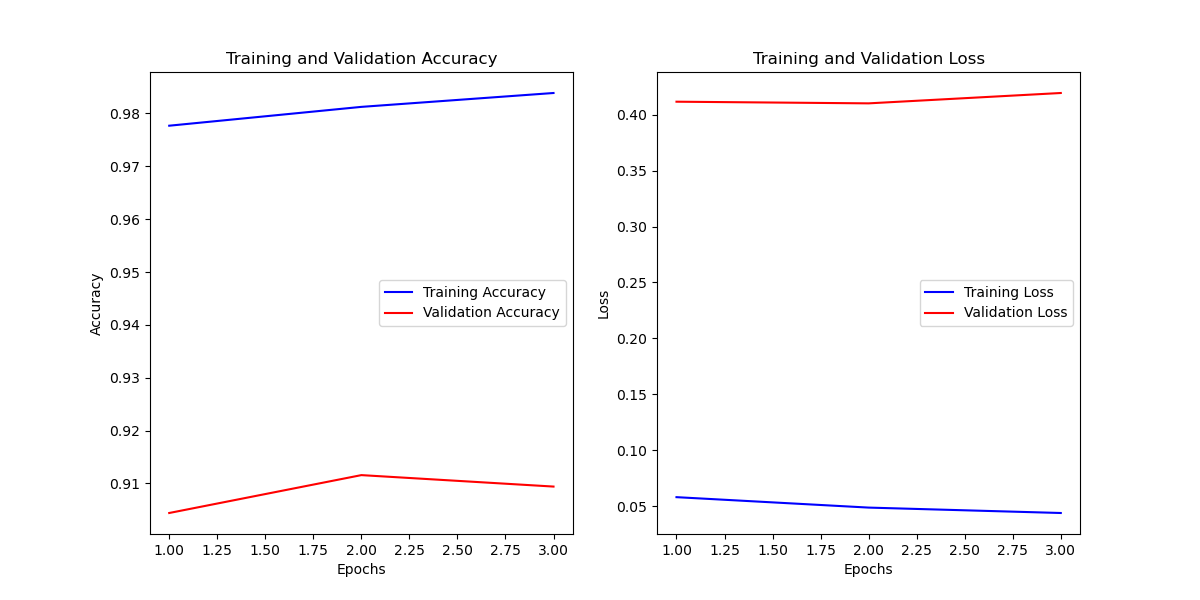 Training and Validation Accuracy
0.98
0.97
0.96
0.95
0.94
0.93
0.92
0.91
Accuracy
Training Accuracy
Validation Accuracy
1.00 1.25 1.50 1.75 2.00 2.25 2.50 2.75 3.00
Epochs
Training and Validation Loss
0.40
0.35
0.30
0.25
0.20
0.15
0.10
0.05
Loss
Training Loss
Validation Loss
1.00 1.25 1.50 1.75 2.00 2.25 2.50 2.75 3.00
Epochs